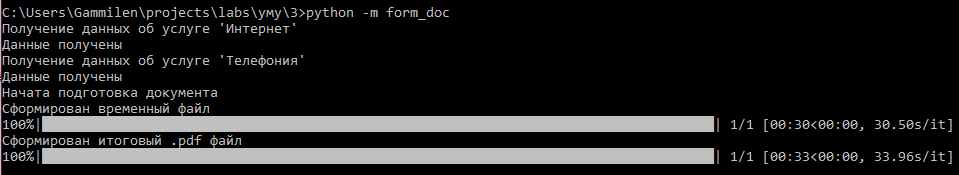 C:\Users\Gammilen\projects\labs\уму\3>python -m form_doc
Получение данных об услуге 'Интернет'
Данные получены
Получение данных об услуге 'Телефония'
Данные получены
Начата подготовка документа
Сформирован временный файл
100%|██████████| 1/1 [00:30<00:00, 30.50s/it]
Сформирован итоговый .pdf файл
100%|██████████| 1/1 [00:33<00:00, 33.96s/it]